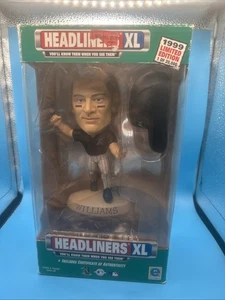 HEADLINERS XL
YOU'LL KNOW THEM WHEN YOU SEE THEM
1999
LIMITED
EDITION
WILLIAMS
HEADLINERS XL
YOU'LL KNOW THEM WHEN YOU SEE THEM
INCLUDES CERTIFICATE OF AUTHENTICITY